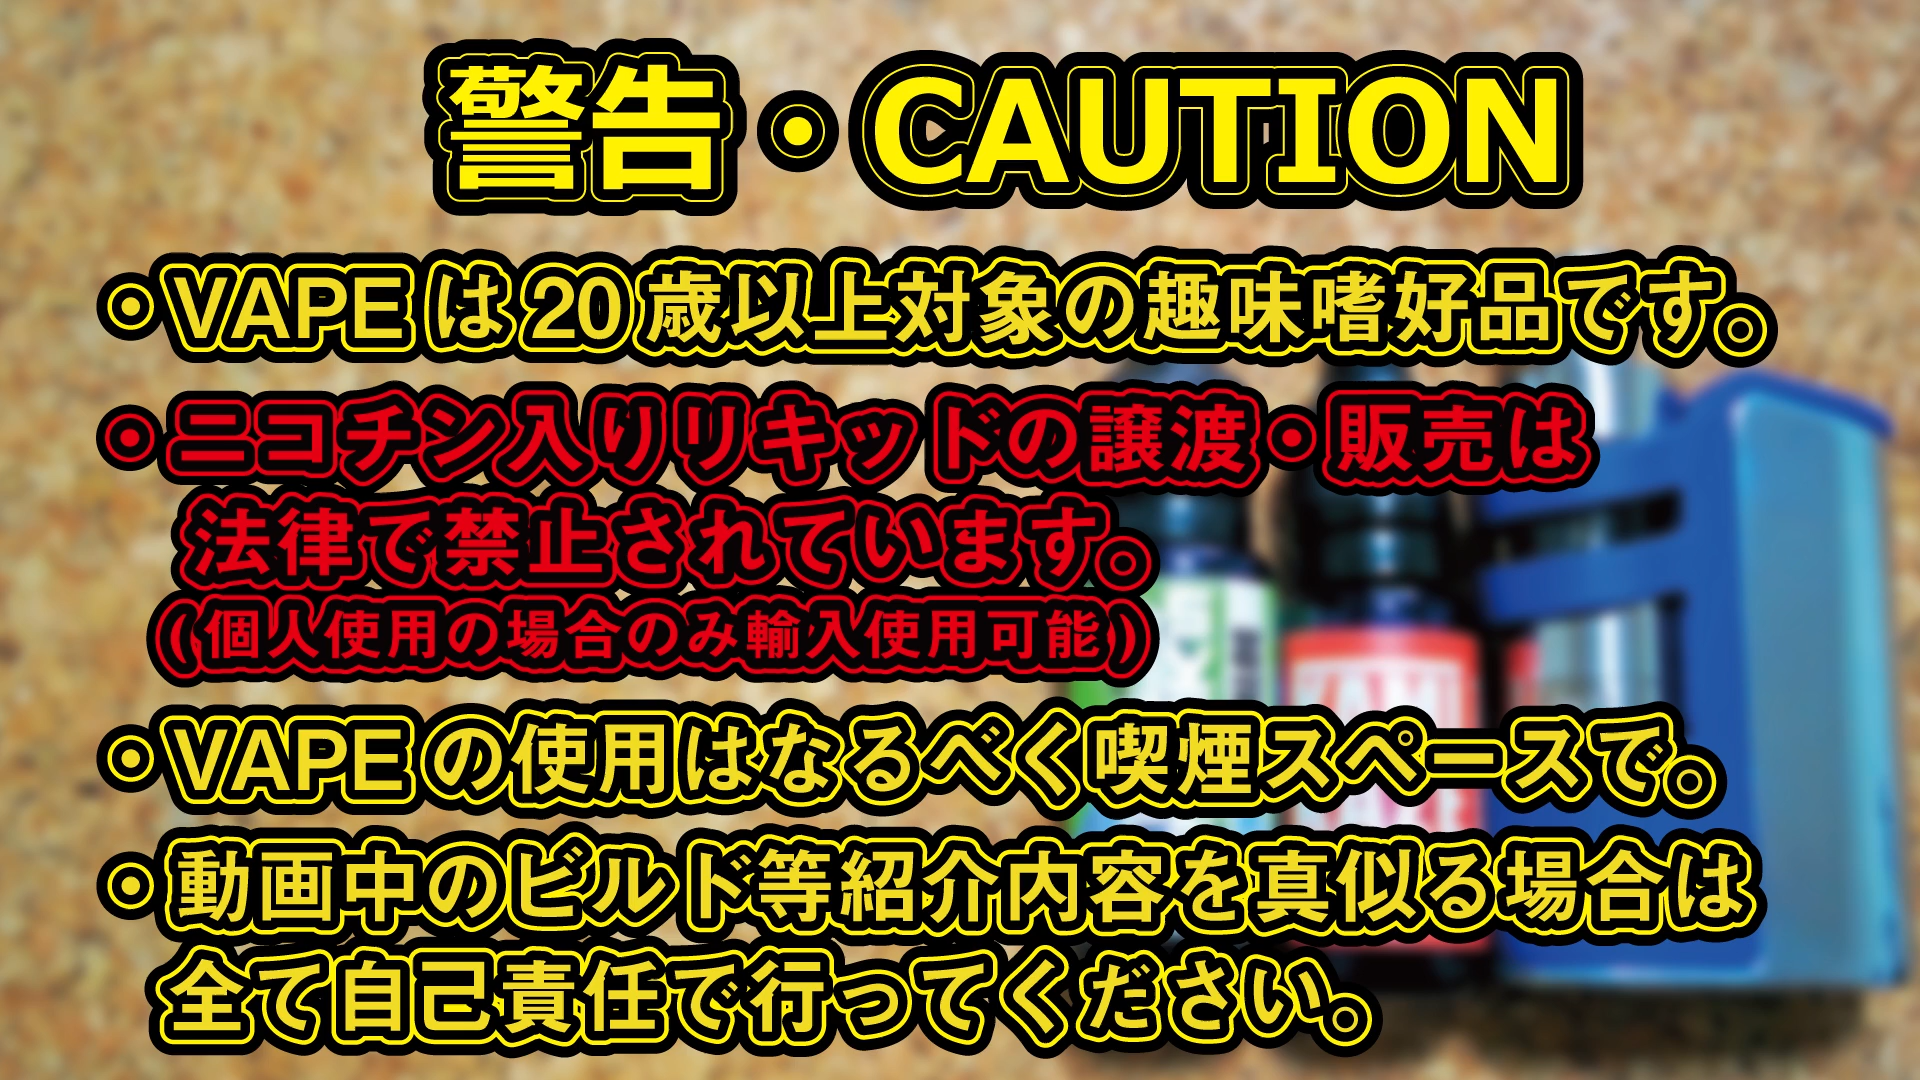 警告・CAUTION
・VAPEは20歳以上対象の趣味嗜好品です。
・ニコチン入りリキッドの譲渡・販売は
法律で禁止されています。
(個人使用の場合のみ輸入使用可能)
・VAPEの使用はなるべく喫煙スペースで。
・動画中のビルド等紹介内容を真似る場合は
全て自己責任で行ってください。